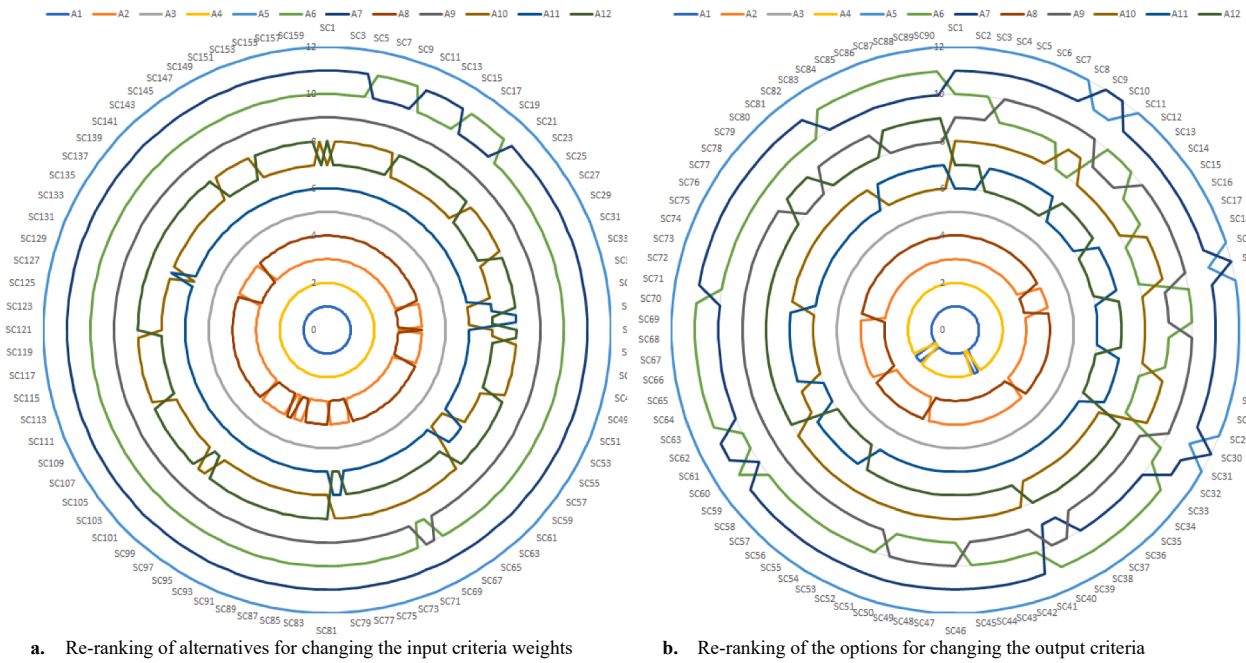 A1 A2 A3 A4 A5 A6 A7 A8 A9 A10 A11 A12
SC1
SC3
SC5
SC7
SC9
SC11
SC13
SC15
SC17
SC19
SC21
SC23
SC25
SC27
SC29
SC31
SC33
SC49
SC51
SC53
SC55
SC57
SC59
SC61
SC63
SC65
SC67
SC69
SC71
SC73
SC75
SC77
SC79
SC81
SC83
SC85
SC87
SC89
SC91
SC93
SC95
SC97
SC99
SC101
SC103
SC105
SC107
SC109
SC111
SC113
SC115
SC117
SC119
SC121
SC123
SC125
SC127
SC129
SC131
SC133
SC135
SC137
SC139
SC141
SC143
SC145
SC147
SC149
SC151
SC153
SC155
SC157
SC159
12
10
8
6
4
2
0
a. Re-ranking of alternatives for changing the input criteria weights
A1 A2 A3 A4 A5 A6 A7 A8 A9 A10 A11 A12
SC1
SC2
SC3
SC4
SC5
SC6
SC7
SC8
SC9
SC10
SC11
SC12
SC13
SC14
SC15
SC16
SC17
SC30
SC31
SC32
SC33
SC34
SC35
SC36
SC37
SC38
SC39
SC40
SC41
SC42
SC43
SC44
SC45
SC46
SC47
SC48
SC49
SC50
SC51
SC52
SC53
SC54
SC55
SC56
SC57
SC58
SC59
SC60
SC61
SC62
SC63
SC64
SC65
SC66
SC67
SC68
SC69
SC70
SC71
SC72
SC73
SC74
SC75
SC76
SC77
SC78
SC79
SC80
SC81
SC82
SC83
SC84
SC85
SC86
SC87
SC88
SC89
SC90
12
10
8
6
4
2
0
b. Re-ranking of the options for changing the output criteria